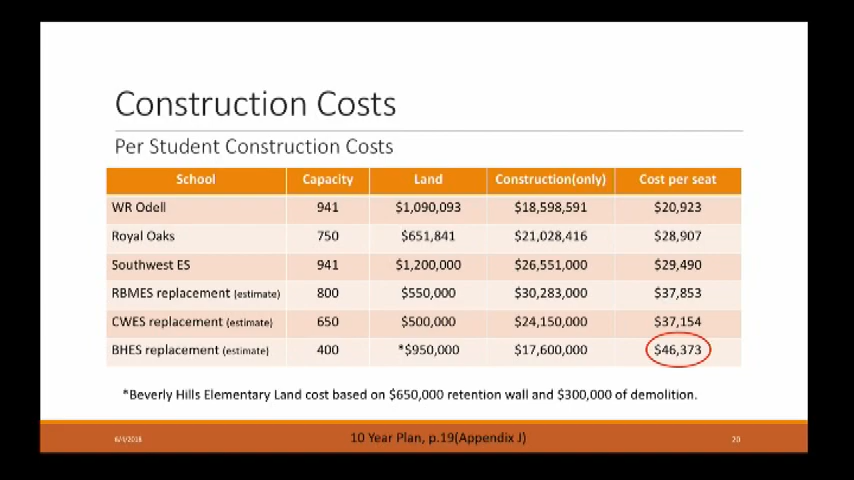 Construction Costs
Per Student Construction Costs
School Capacity Land Construction(only) Cost per seat
WR Odell 941 $1,090,093 $18,598,591 $20,923
Royal Oaks 750 $651,841 $21,028,416 $28,907
Southwest ES 941 $1,200,000 $26,551,000 $29,490
RBMES replacement (estimate) 800 $550,000 $30,283,000 $37,853
CWES replacement (estimate) 650 $500,000 $24,150,000 $37,154
BHES replacement (estimate) 400 *$950,000 $17,600,000 $46,373
*Beverly Hills Elementary Land cost based on $650,000 retention wall and $300,000 of demolition.
6/4/2018 10 Year Plan, p.19(Appendix J) 20